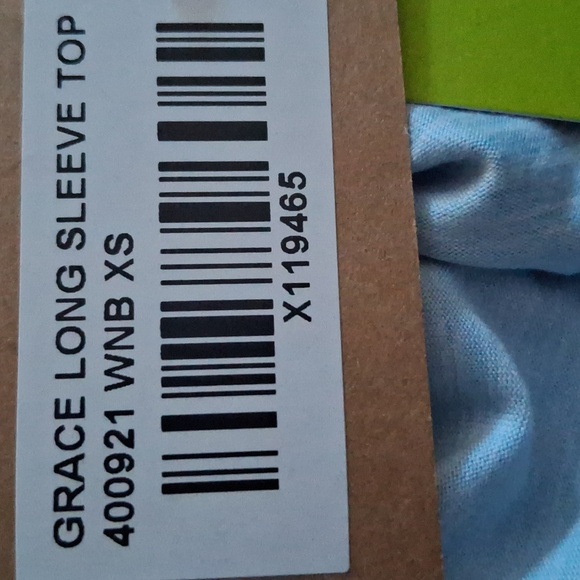 GRACE LONG SLEEVE TOP
400921 WNB XS
X119465